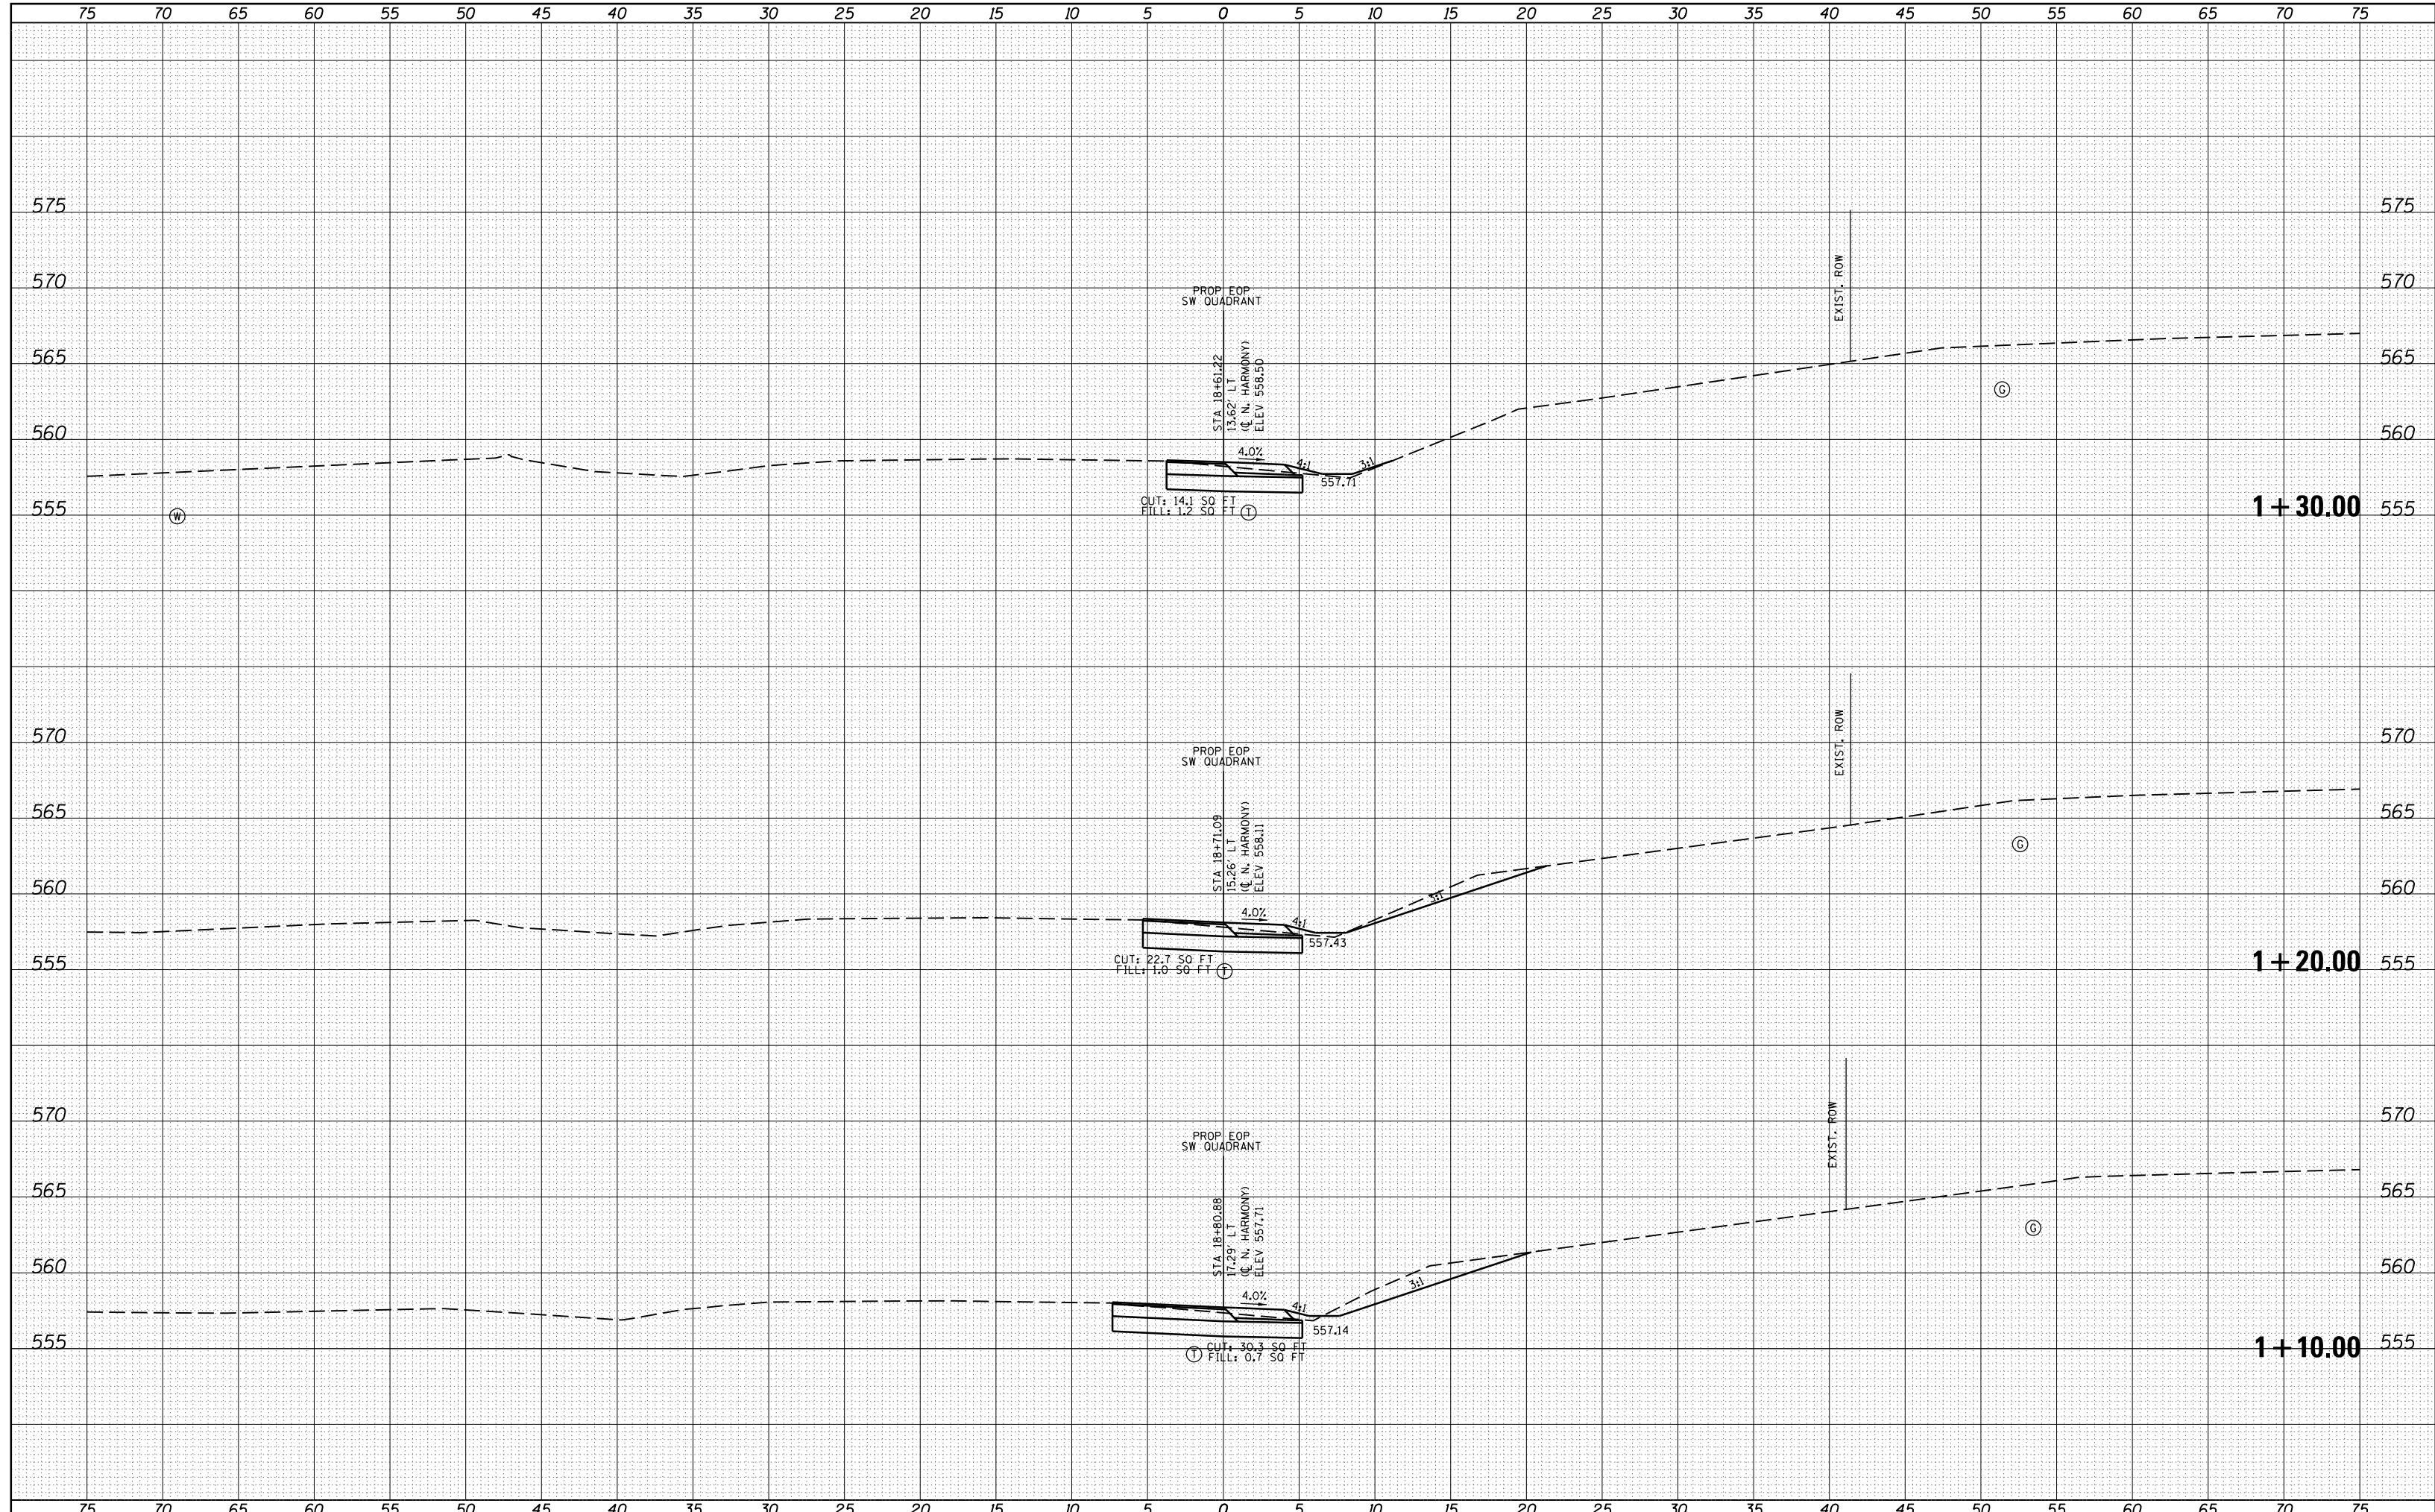 75 70 65 60 55 50 45 40 35 30 25 20 15 10 5 0 5 10 15 20 25 30 35 40 45 50 55 60 65 70 75
575 575
570 570
PROP EOP
SW QUADRANT
EXIST. ROW
565 565
STA 18+61.22
13.62' LT
(℄ N. HARMONY)
ELEV 558.50
G
560 560
4.0%
4:1
3:1
557.71
CUT: 14.1 SQ FT
FILL: 1.2 SQ FT T
W
555 1+30.00 555
570 570
EXIST. ROW
PROP EOP
SW QUADRANT
565 565
STA 18+71.09
15.26' LT
(℄ N. HARMONY)
ELEV 558.11
G
560 560
3:1
4.0%
4:1
557.43
CUT: 22.7 SQ FT
FILL: 1.0 SQ FT T
555 1+20.00 555
570 570
EXIST. ROW
PROP EOP
SW QUADRANT
565 565
STA 18+80.88
17.29' LT
(℄ N. HARMONY)
ELEV 557.71
G
560 560
3:1
4.0%
4:1
557.14
CUT: 30.3 SQ FT
T FILL: 0.7 SQ FT
555 1+10.00 555
75 70 65 60 55 50 45 40 35 30 25 20 15 10 5 0 5 10 15 20 25 30 35 40 45 50 55 60 65 70 75